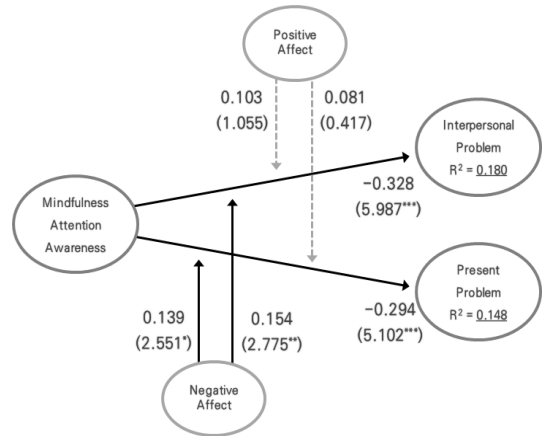 Positive
Affect
0.103
(1.055)
0.081
(0.417)
Interpersonal
Problem
R² = 0.180
−0.328
(5.987***)
Mindfulness
Attention
Awareness
Present
Problem
R² = 0.148
−0.294
(5.102***)
0.139
(2.551*)
0.154
(2.775**)
Negative
Affect